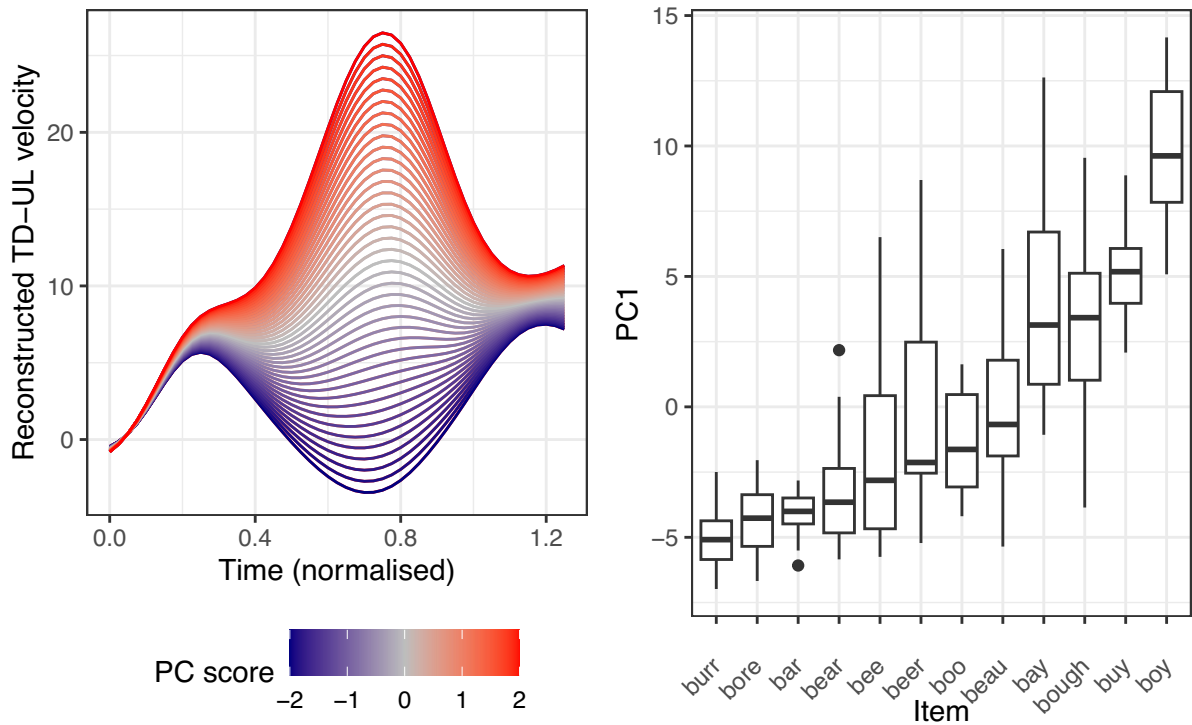 Reconstructed TD−UL velocity
20
10
0
0.0 0.4 0.8 1.2
Time (normalised)
PC score
−2 −1 0 1 2
PC1
15
10
5
0
−5
burr bore bar bear bee beer boo beau bay bough buy boy
Item